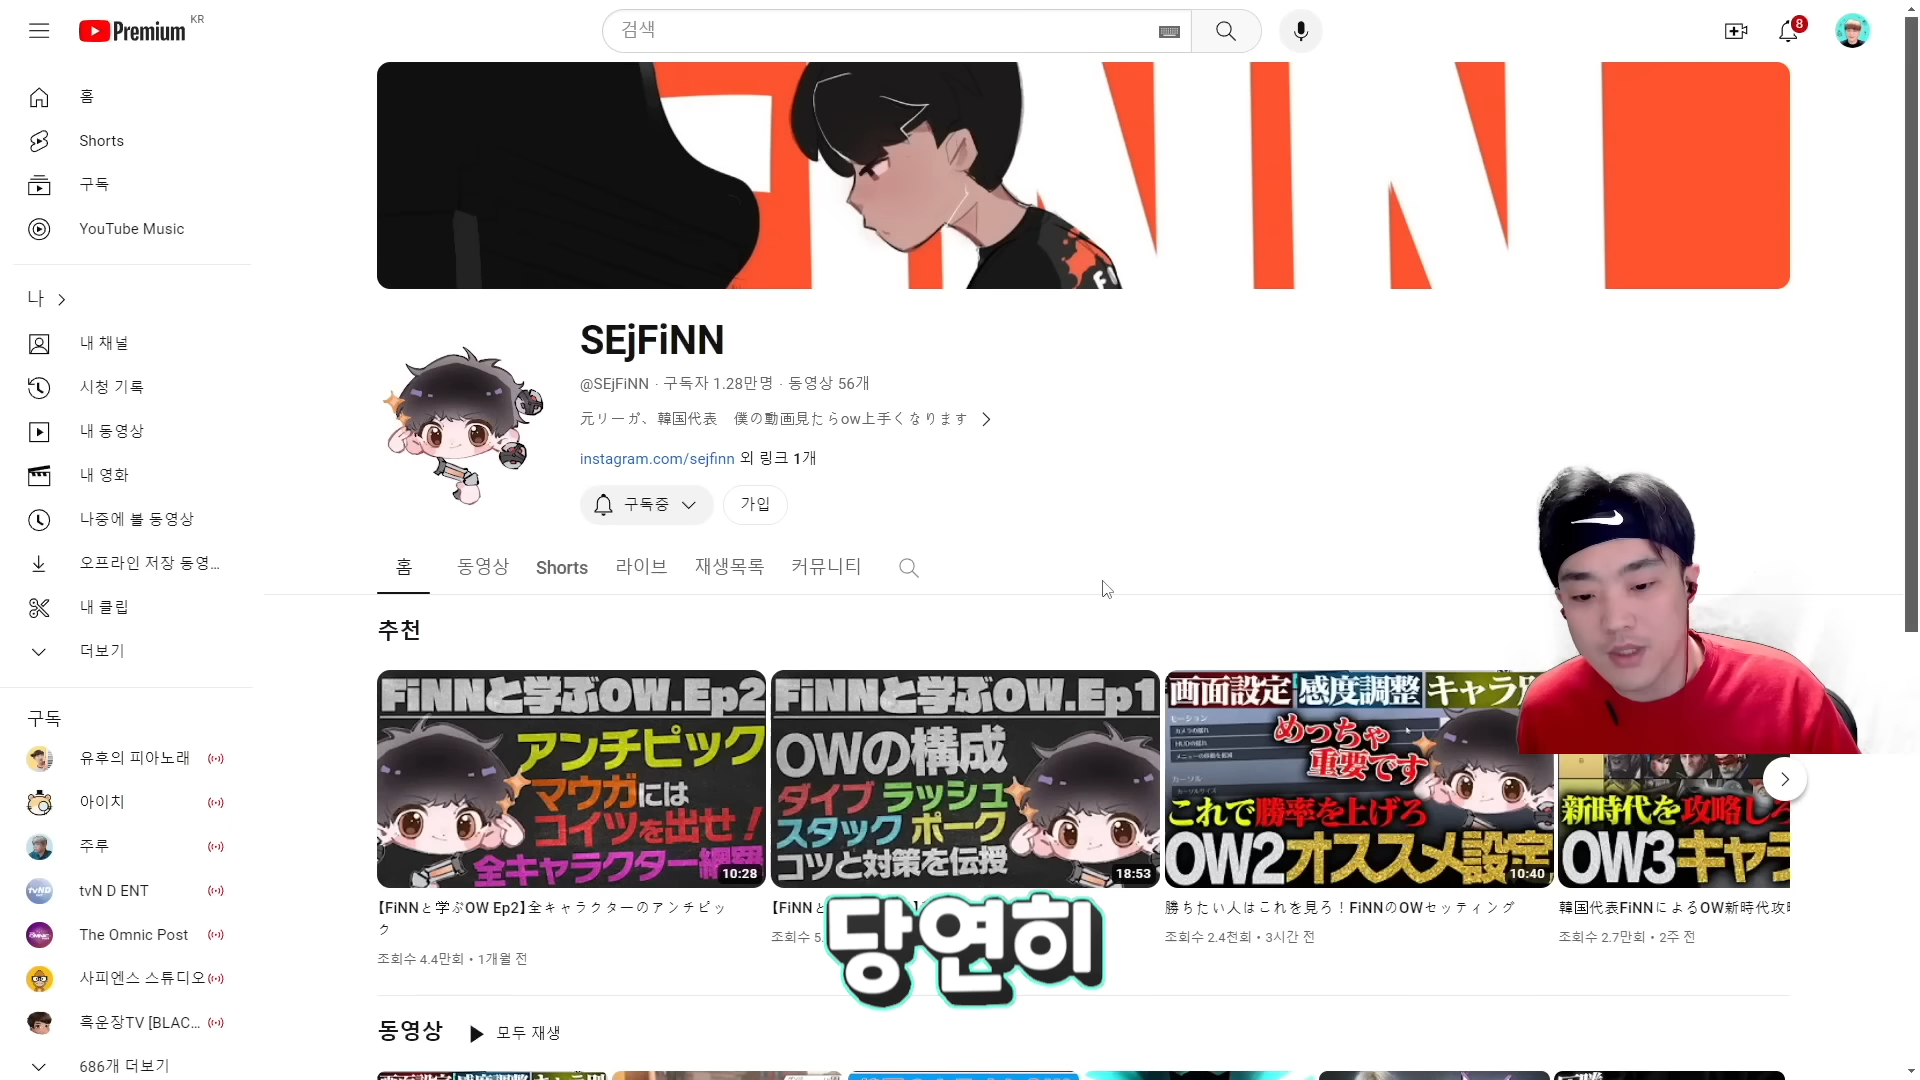 Premium KR
검색
8
홈
Shorts
구독
YouTube Music
나
내 채널
시청 기록
내 동영상
내 영화
나중에 볼 동영상
오프라인 저장 동영...
내 클립
더보기
구독
유후의 피아노래
아이치
주루
tvN D ENT
The Omnic Post
사피엔스 스튜디오
흑운장TV [BLAC...
686개 더보기
SEjFiNN
@SEjFiNN · 구독자 1.28만명 · 동영상 56개
元リーガ、韓国代表　僕の動画見たらow上手くなります
instagram.com/sejfinn 외 링크 1개
구독중
가입
홈
동영상
Shorts
라이브
재생목록
커뮤니티
추천
FiNNと学ぶOW.Ep2
アンチピック
マウガには
コイツを出せ！
全キャラクター網羅
10:28
【FiNNと学ぶOW Ep2】全キャラクターのアンチピッ
ク
조회수 4.4만회 • 1개월 전
FiNNと学ぶOW.Ep1
OWの構成
ダイブ ラッシュ
スタック ポーク
コツと対策を伝授
18:53
【FiNNと
조회수 5.
画面設定 感度調整 キャラ別
めっちゃ
重要です
これで勝率を上げろ
OW2オススメ設定
10:40
勝ちたい人はこれを見ろ！FiNNのOWセッティング
조회수 2.4천회 • 3시간 전
新時代を攻略しろ
OW3キャラ
韓国代表FiNNによるOW新時代攻略
조회수 2.7만회 • 2주 전
당연히
동영상
모두 재생